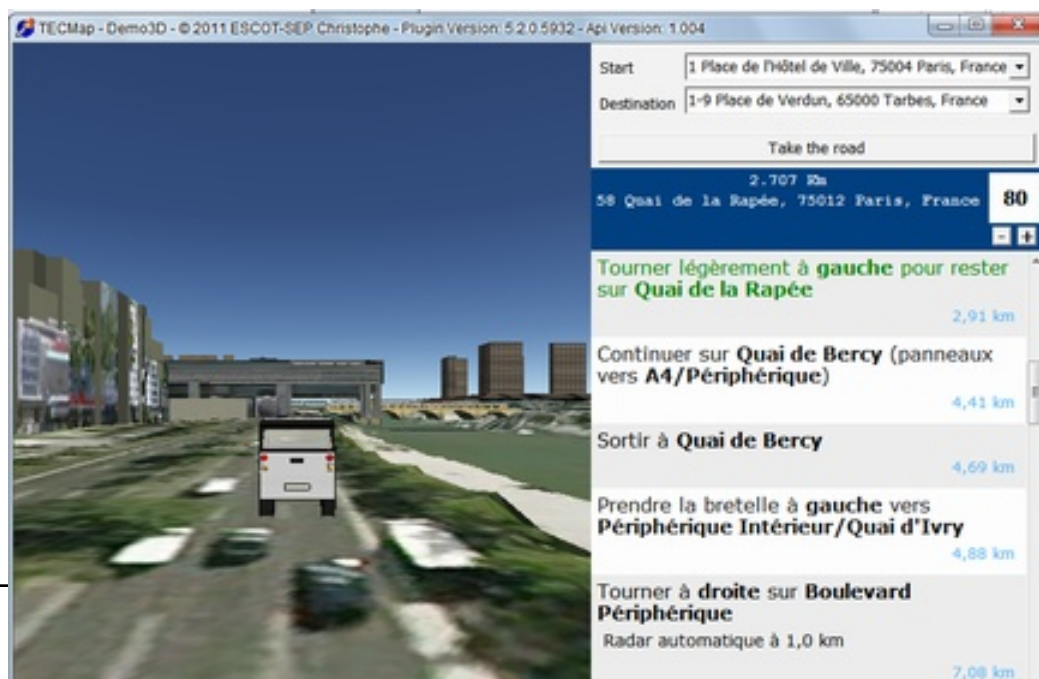 TECMap - Demo3D - © 2011 ESCOT-SEP Christophe - Plugin Version: 5.2.0.5932 - Api Version: 1.004
Start
1 Place de l'Hôtel de Ville, 75004 Paris, France
Destination
1-9 Place de Verdun, 65000 Tarbes, France
Take the road
2.707 Km
58 Quai de la Rapée, 75012 Paris, France
80
- +
Tourner légèrement à gauche pour rester
sur Quai de la Rapée
2,91 km
Continuer sur Quai de Bercy (panneaux
vers A4/Périphérique)
4,41 km
Sortir à Quai de Bercy
4,69 km
Prendre la bretelle à gauche vers
Périphérique Intérieur/Quai d'Ivry
4,88 km
Tourner à droite sur Boulevard
Périphérique
Radar automatique à 1,0 km
7,08 km